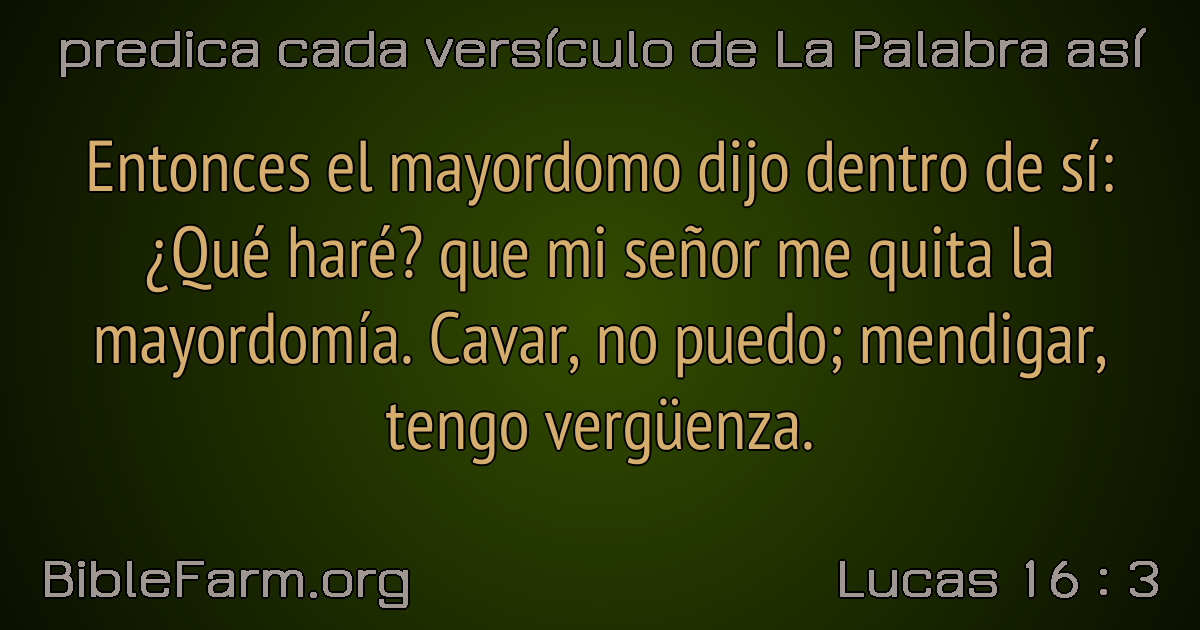 predica cada versículo de La Palabra así
Entonces el mayordomo dijo dentro de sí:
¿Qué haré? que mi señor me quita la
mayordomía. Cavar, no puedo; mendigar,
tengo vergüenza.
BibleFarm.org
Lucas 16 : 3